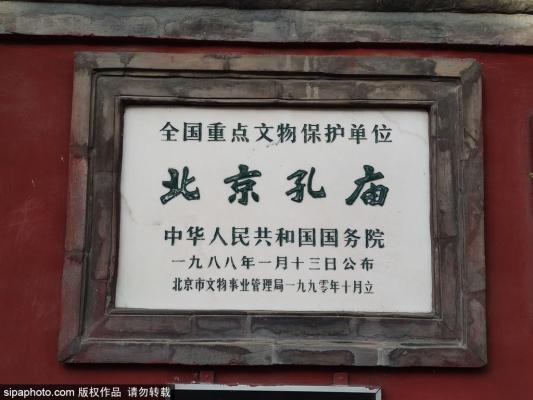 全国重点文物保护单位
北京孔庙
中华人民共和国国务院
一九八八年一月十三日公布
北京市文物事业管理局一九九零年十月立
sipaphoto.com 版权作品 请勿转载